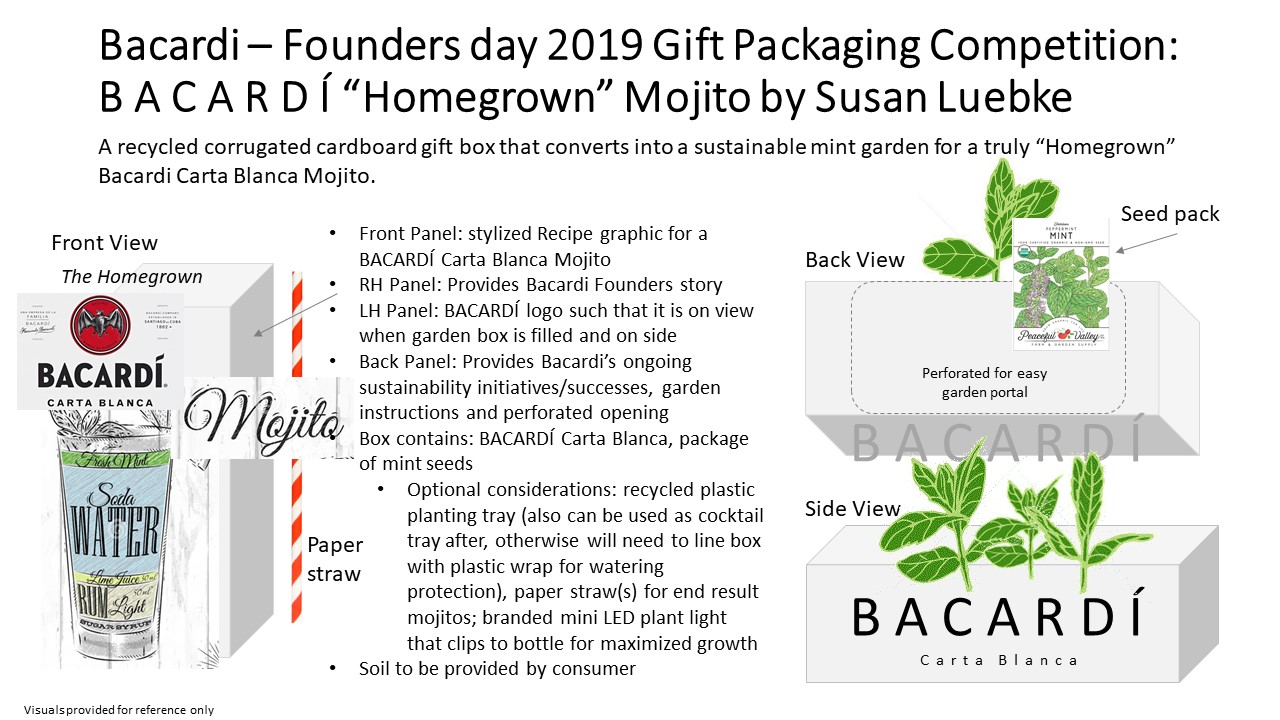 Bacardi – Founders day 2019 Gift Packaging Competition:
B A C A R D Í “Homegrown” Mojito by Susan Luebke
A recycled corrugated cardboard gift box that converts into a sustainable mint garden for a truly “Homegrown”
Bacardi Carta Blanca Mojito.
Front View
The Homegrown
BACARDÍ
CARTA BLANCA
Mojito
Fresh Mint
Soda
WATER
Lime Juice 30 ml
RUM Light
50 ml
SUGAR SYRUP
Paper
straw
• Front Panel: stylized Recipe graphic for a
BACARDÍ Carta Blanca Mojito
• RH Panel: Provides Bacardi Founders story
• LH Panel: BACARDÍ logo such that it is on view
when garden box is filled and on side
• Back Panel: Provides Bacardi’s ongoing
sustainability initiatives/successes, garden
instructions and perforated opening
Box contains: BACARDÍ Carta Blanca, package
of mint seeds
• Optional considerations: recycled plastic
planting tray (also can be used as cocktail
tray after, otherwise will need to line box
with plastic wrap for watering
protection), paper straw(s) for end result
mojitos; branded mini LED plant light
that clips to bottle for maximized growth
• Soil to be provided by consumer
Seed pack
Back View
PEPPERMINT
MINT
Peaceful Valley
FARM & GARDEN SUPPLY
Perforated for easy
garden portal
B A C A R D Í
Side View
B A C A R D Í
Carta Blanca
Visuals provided for reference only